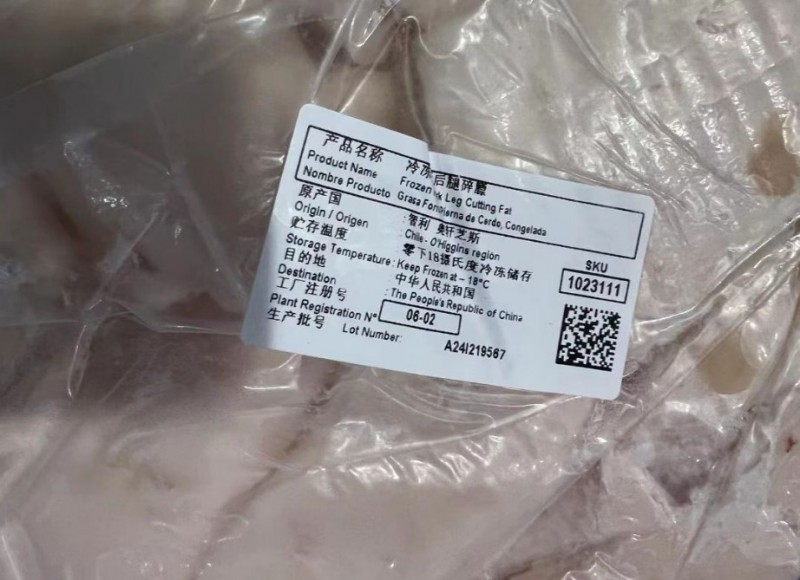 产品名称 冷冻后腿碎膘
Product Name Frozen Leg Cutting Fat
Nombre Producto Grasa de Cerdo, Congelada
原产国 : 智利
Origin / Origen : Chile - O'Higgins region
贮存温度 零下18摄氏度冷冻储存
Storage Temperature : Keep Frozen at – 18°C
目的地 : 中华人民共和国
Destination : The People's Republic of China
工厂注册号
Plant Registration N° 06-02
生产批号
Lot Number: A24I219567
SKU
1023111